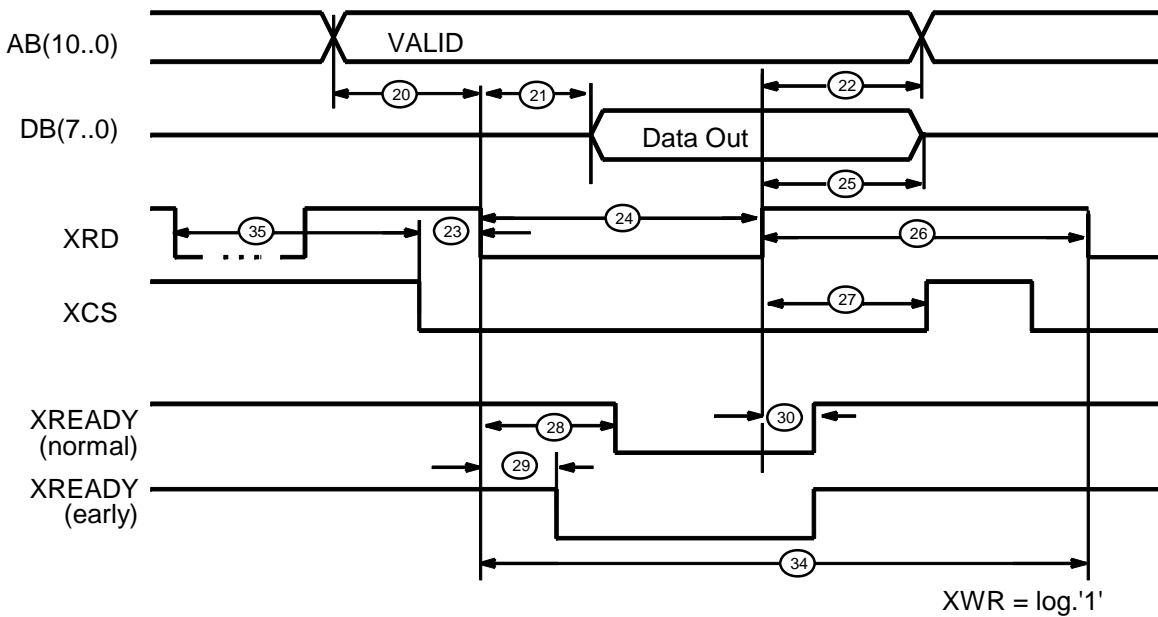 AB(10..0)
VALID
20
21
22
DB(7..0)
Data Out
25
XRD
35
23
24
26
XCS
27
XREADY
(normal)
28
30
29
XREADY
(early)
34
XWR = log.'1'